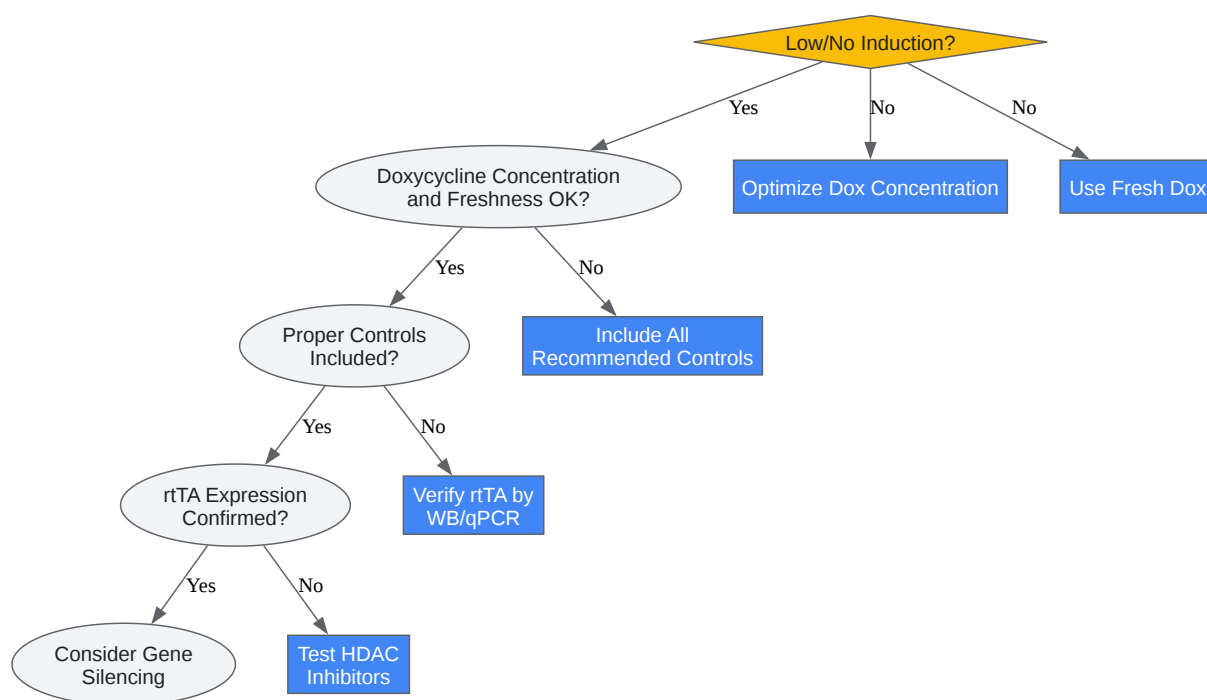 Low/No Induction?
Yes
No
No
Doxycycline Concentration
and Freshness OK?
Optimize Dox Concentration
Use Fresh Dox
Yes
No
Proper Controls
Included?
Include All
Recommended Controls
Yes
No
rtTA Expression
Confirmed?
Verify rtTA by
WB/qPCR
Yes
No
Consider Gene
Silencing
Test HDAC
Inhibitors